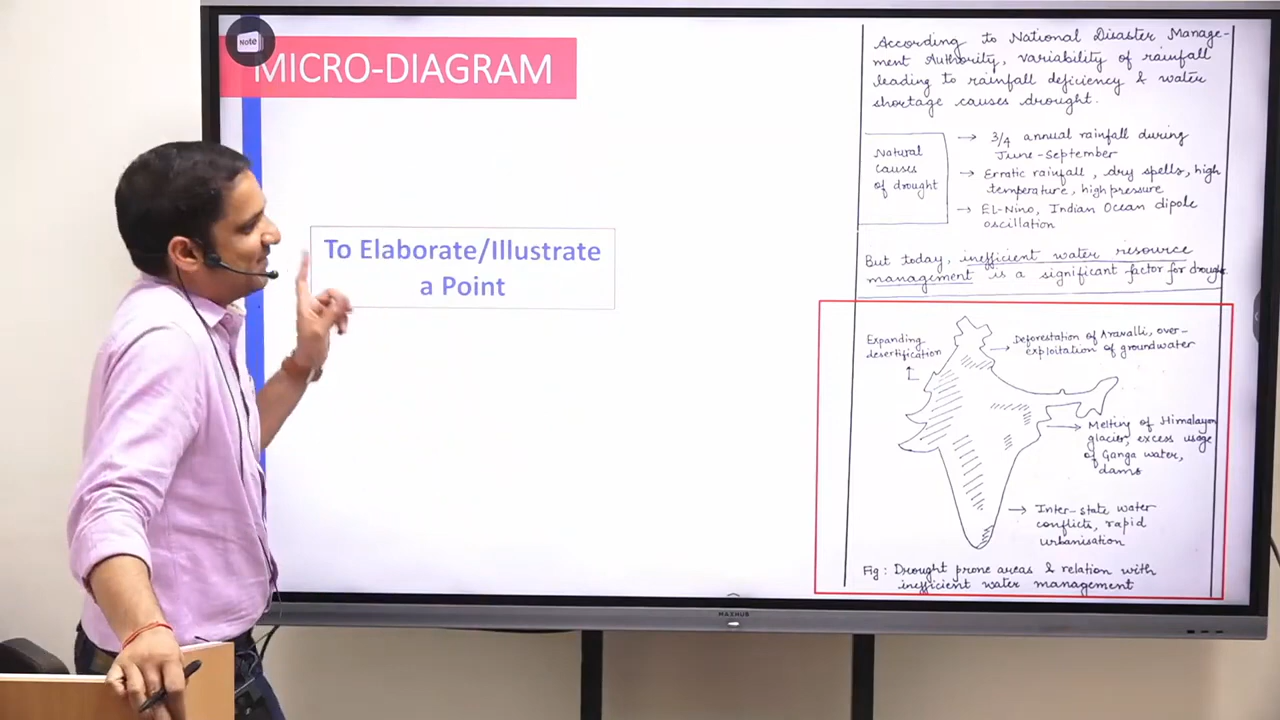 Note
MICRO-DIAGRAM
To Elaborate/Illustrate
a Point
According to National Disaster Manage-
ment Authority, variability of rainfall
leading to rainfall deficiency & water
shortage causes drought.
Natural
causes
of drought
→ 3/4 annual rainfall during
June-September
→ Erratic rainfall, dry spells, high
temperature, high pressure
→ EL-Nino, Indian Ocean dipole
oscillation
But today, inefficient water resource
management is a significant factor for drought
Expanding
desertification
→ Deforestation of Aravalli, over-
exploitation of groundwater
→ Melting of Himalayan
glacier, excess usage
of Ganga water,
dams
→ Inter-state water
conflicts, rapid
urbanisation
Fig: Drought prone areas & relation with
inefficient water management
MAXHUB